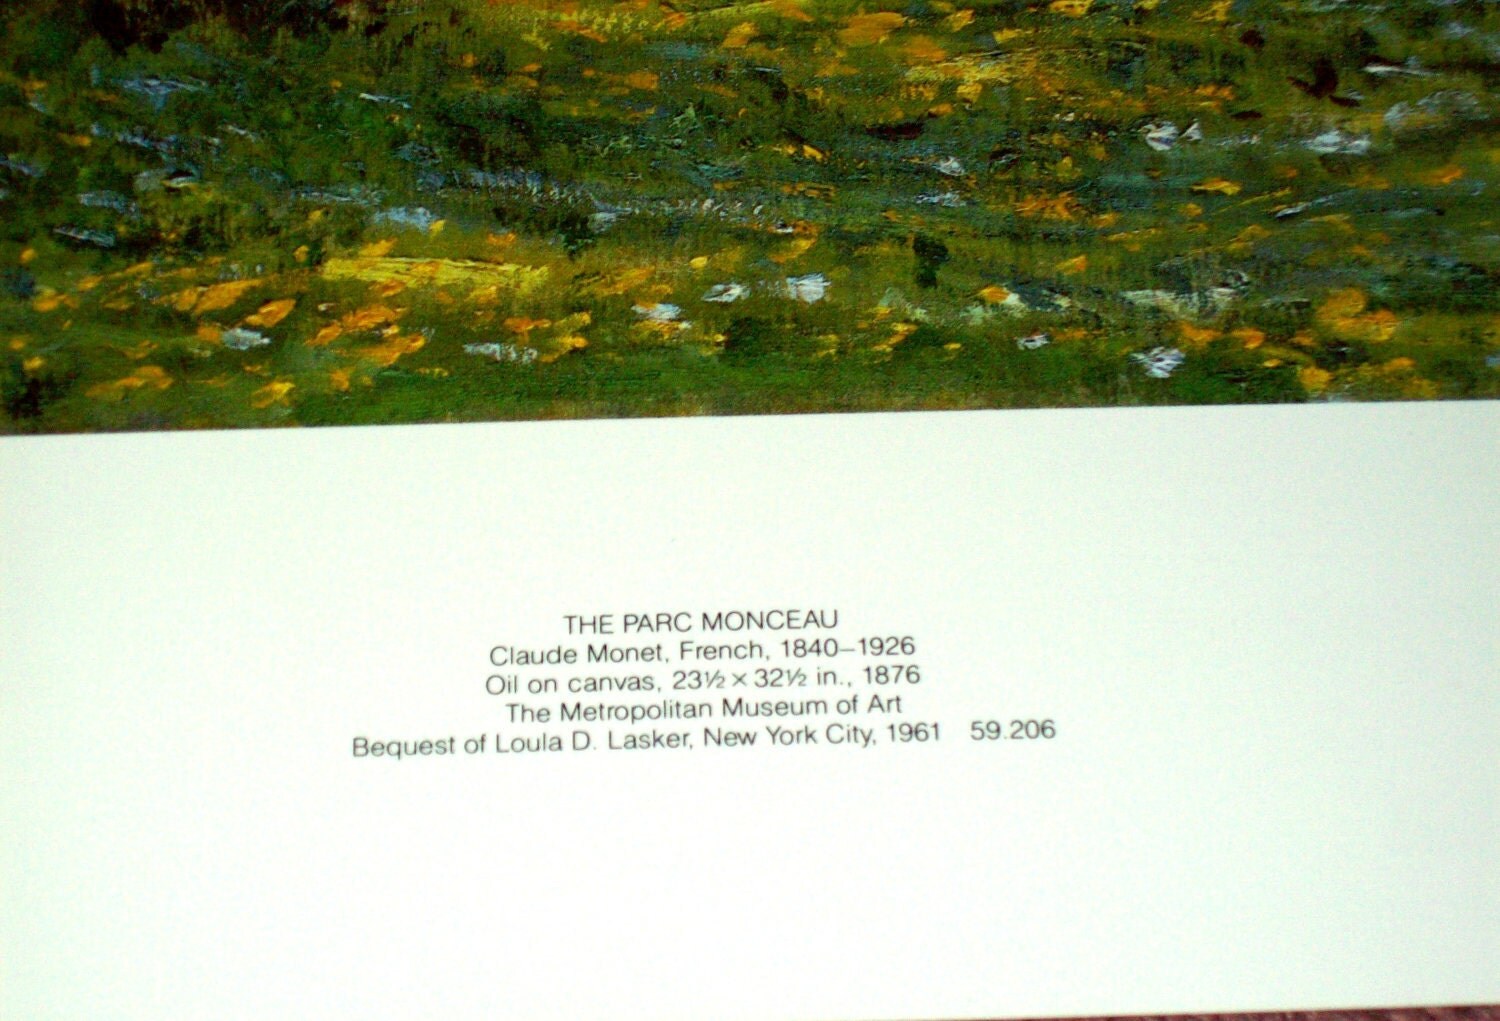 THE PARC MONCEAU
Claude Monet, French, 1840–1926
Oil on canvas, 23½ × 32½ in., 1876
The Metropolitan Museum of Art
Bequest of Loula D. Lasker, New York City, 1961 59.206